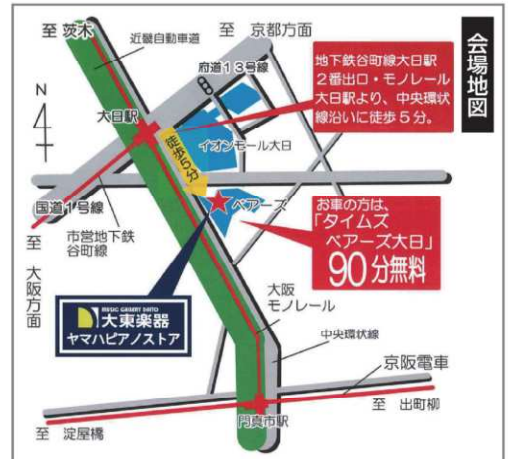 会場地図
至 茨木
近畿自動車道
至 京都方面
府道13号線
地下鉄谷町線大日駅
2番出口・モノレール
大日駅より、中央環状
線沿いに徒歩5分。
N
大日駅
イオンモール大日
徒歩5分
ベアーズ
国道1号線
市営地下鉄
谷町線
至 大阪方面
お車の方は、
「タイムズ
ベアーズ大日」
90分無料
MUSIC GALLERY DAITO
大東楽器
ヤマハピアノストア
大阪
モノレール
中央環状線
京阪電車
門真市駅
至 淀屋橋
至 出町柳